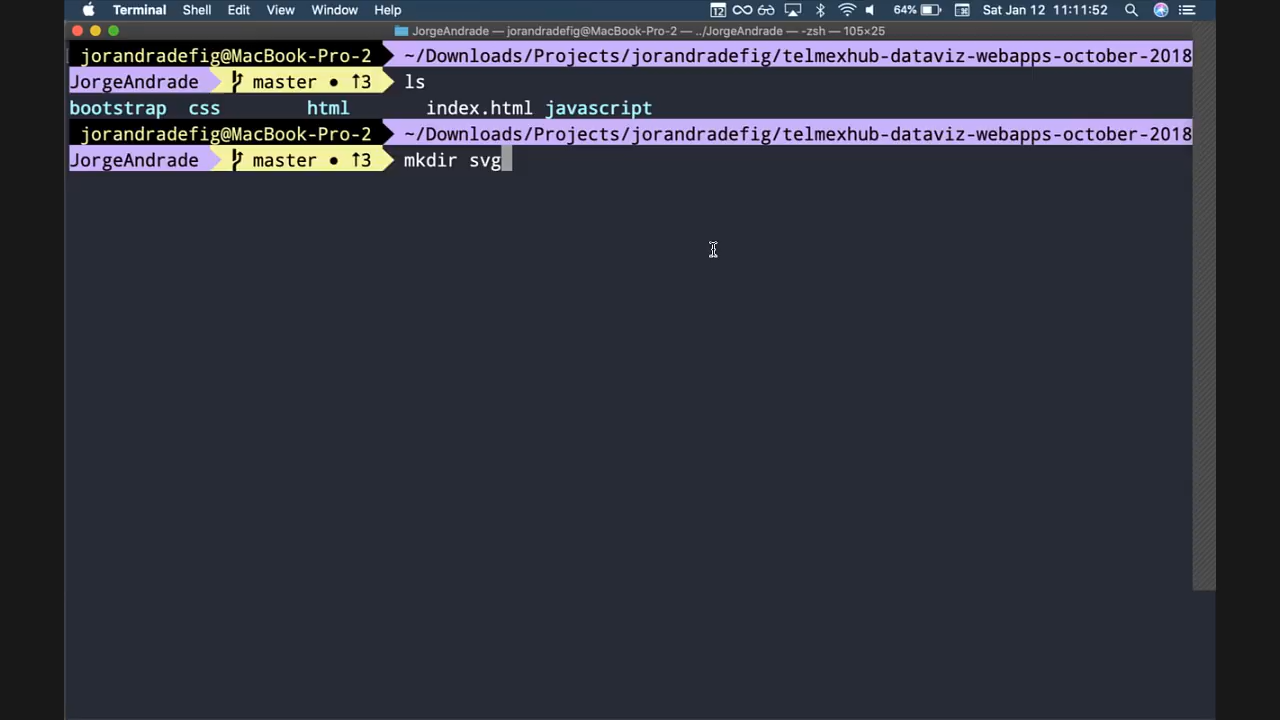 Terminal Shell Edit View Window Help 12 64% Sat Jan 12 11:11:52
JorgeAndrade — jorandradefig@MacBook-Pro-2 — ../JorgeAndrade — -zsh — 105×25
jorandradefig@MacBook-Pro-2 ~/Downloads/Projects/jorandradefig/telmexhub-dataviz-webapps-october-2018
JorgeAndrade master • ↑3 ls
bootstrap css html index.html javascript
jorandradefig@MacBook-Pro-2 ~/Downloads/Projects/jorandradefig/telmexhub-dataviz-webapps-october-2018
JorgeAndrade master • ↑3 mkdir svg